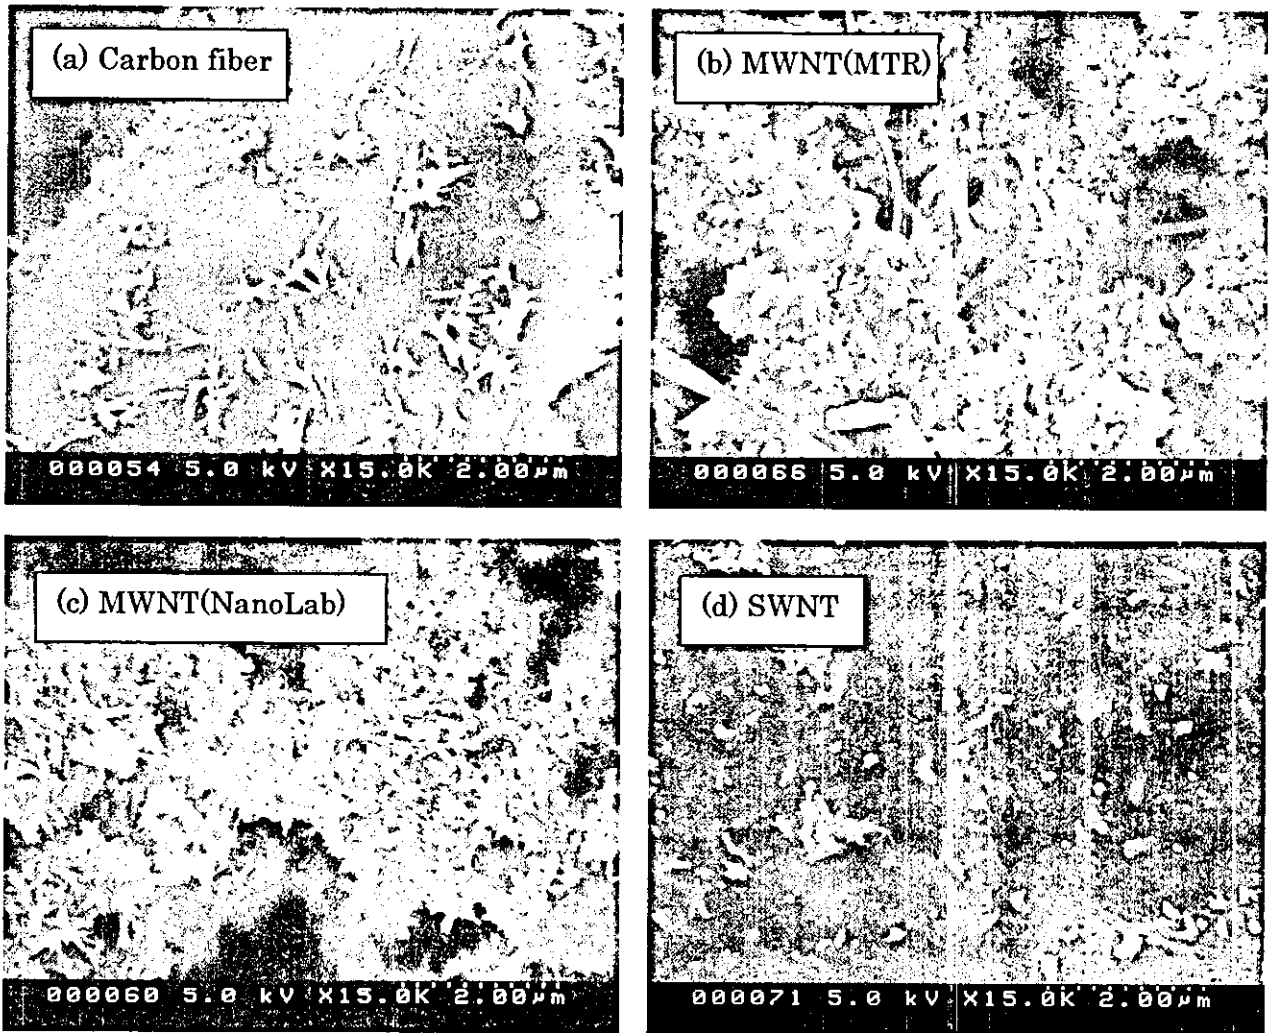 (a) Carbon fiber
(b) MWNT(MTR)
000054 5.0 kV X15.0K 2.00μm
000066 5.0 kV X15.0K 2.00μm
(c) MWNT(NanoLab)
(d) SWNT
000060 5.0 kV X15.0K 2.00μm
000071 5.0 kV X15.0K 2.00μm